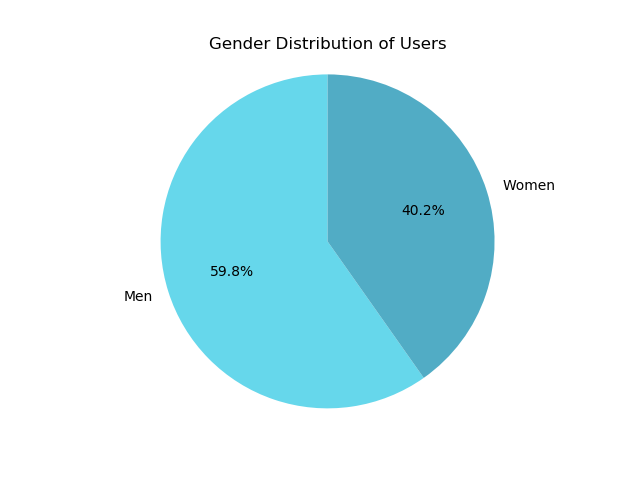 Gender Distribution of Users
Women
40.2%
59.8%
Men